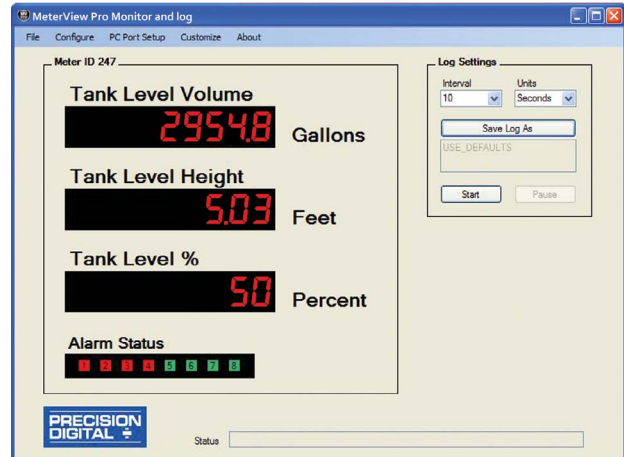 MeterView Pro Monitor and log
File Configure PC Port Setup Customize About
Meter ID 247
Tank Level Volume
2954.8 Gallons
Tank Level Height
5.03 Feet
Tank Level %
50 Percent
Alarm Status
1 2 3 4 5 6 7 8
Log Settings
Interval Units
10 Seconds
Save Log As
USE_DEFAULTS
Start Pause
PRECISION
DIGITAL
Status